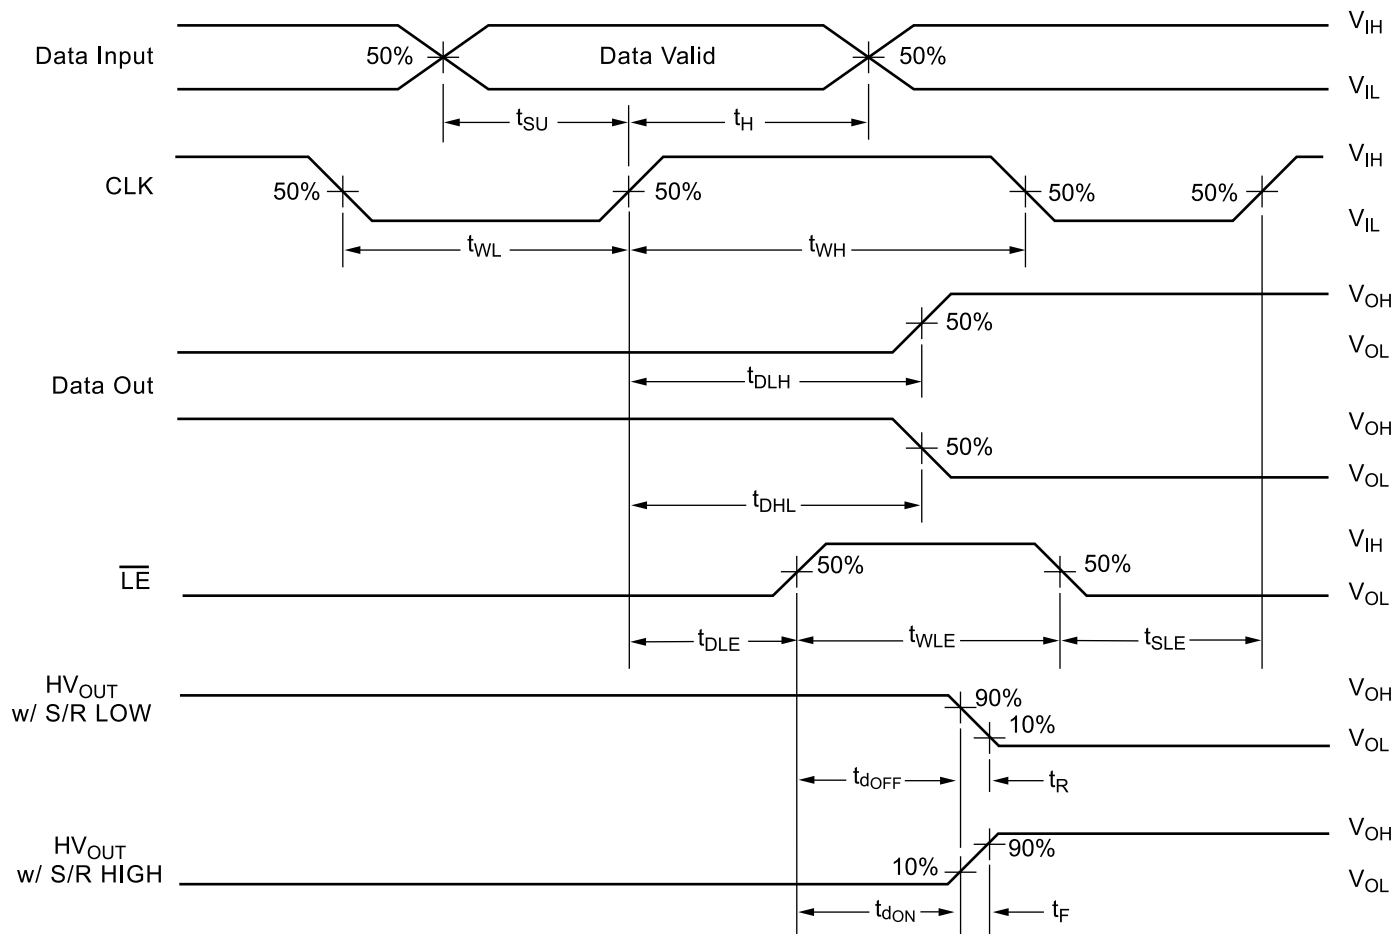 Data Input 50% Data Valid 50% VIH
VIL
tSU tH
CLK 50% 50% 50% 50% VIH
VIL
tWL tWH
Data Out 50% VOH
VOL
tDLH
50% VOH
VOL
tDHL
LE 50% 50% VIH
VOL
tDLE tWLE tSLE
HVOUT
w/ S/R LOW 90% VOH
10% VOL
tdOFF tR
HVOUT
w/ S/R HIGH 10% 90% VOH
VOL
tdON tF